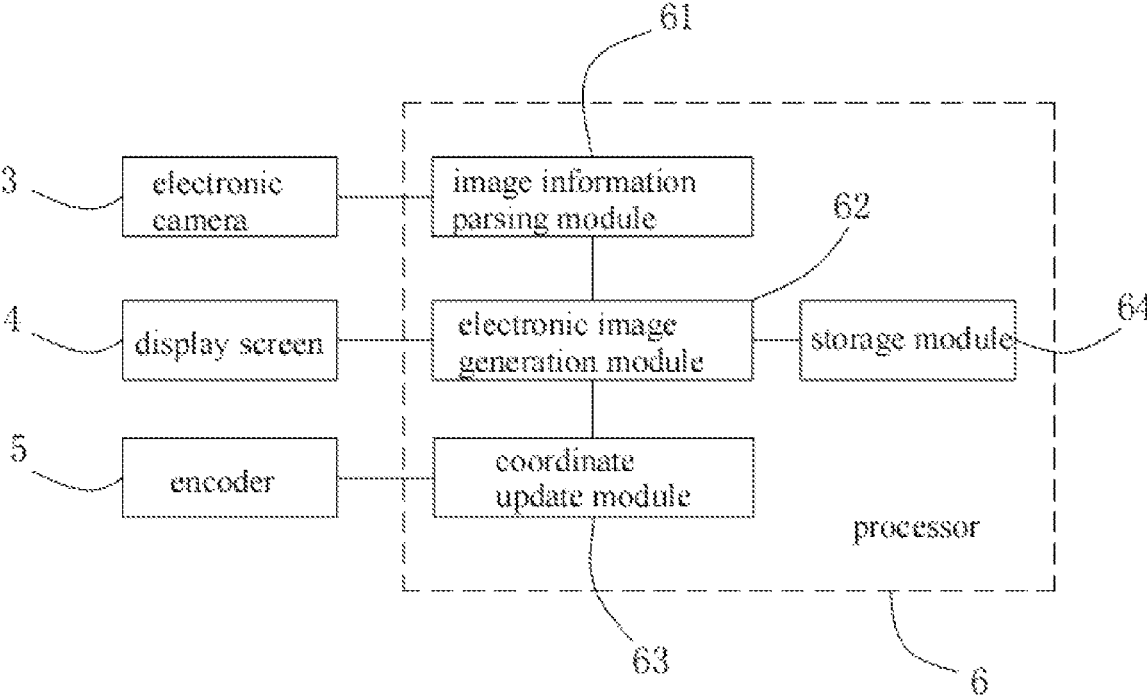 61
3
electronic
camera
image information
parsing module
62
4
display screen
electronic image
generation module
storage module
64
5
encoder
coordinate
update module
processor
63
6